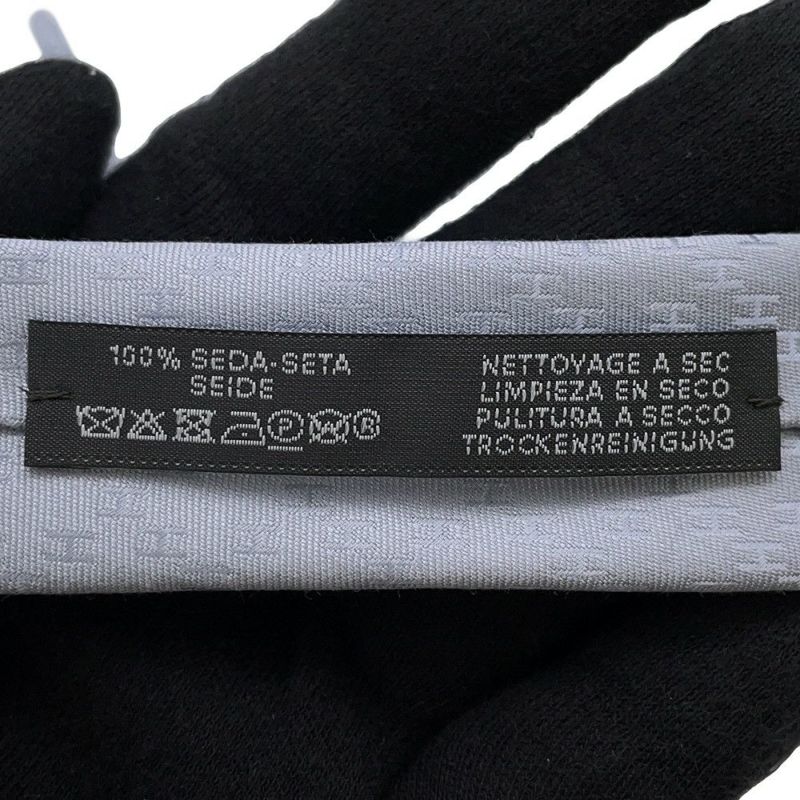 100% SEDA-SETA
SEIDE
P W R
NETTOYAGE A SEC
LIMPIEZA EN SECO
PULITURA A SECCO
TROCKENREINIGUNG